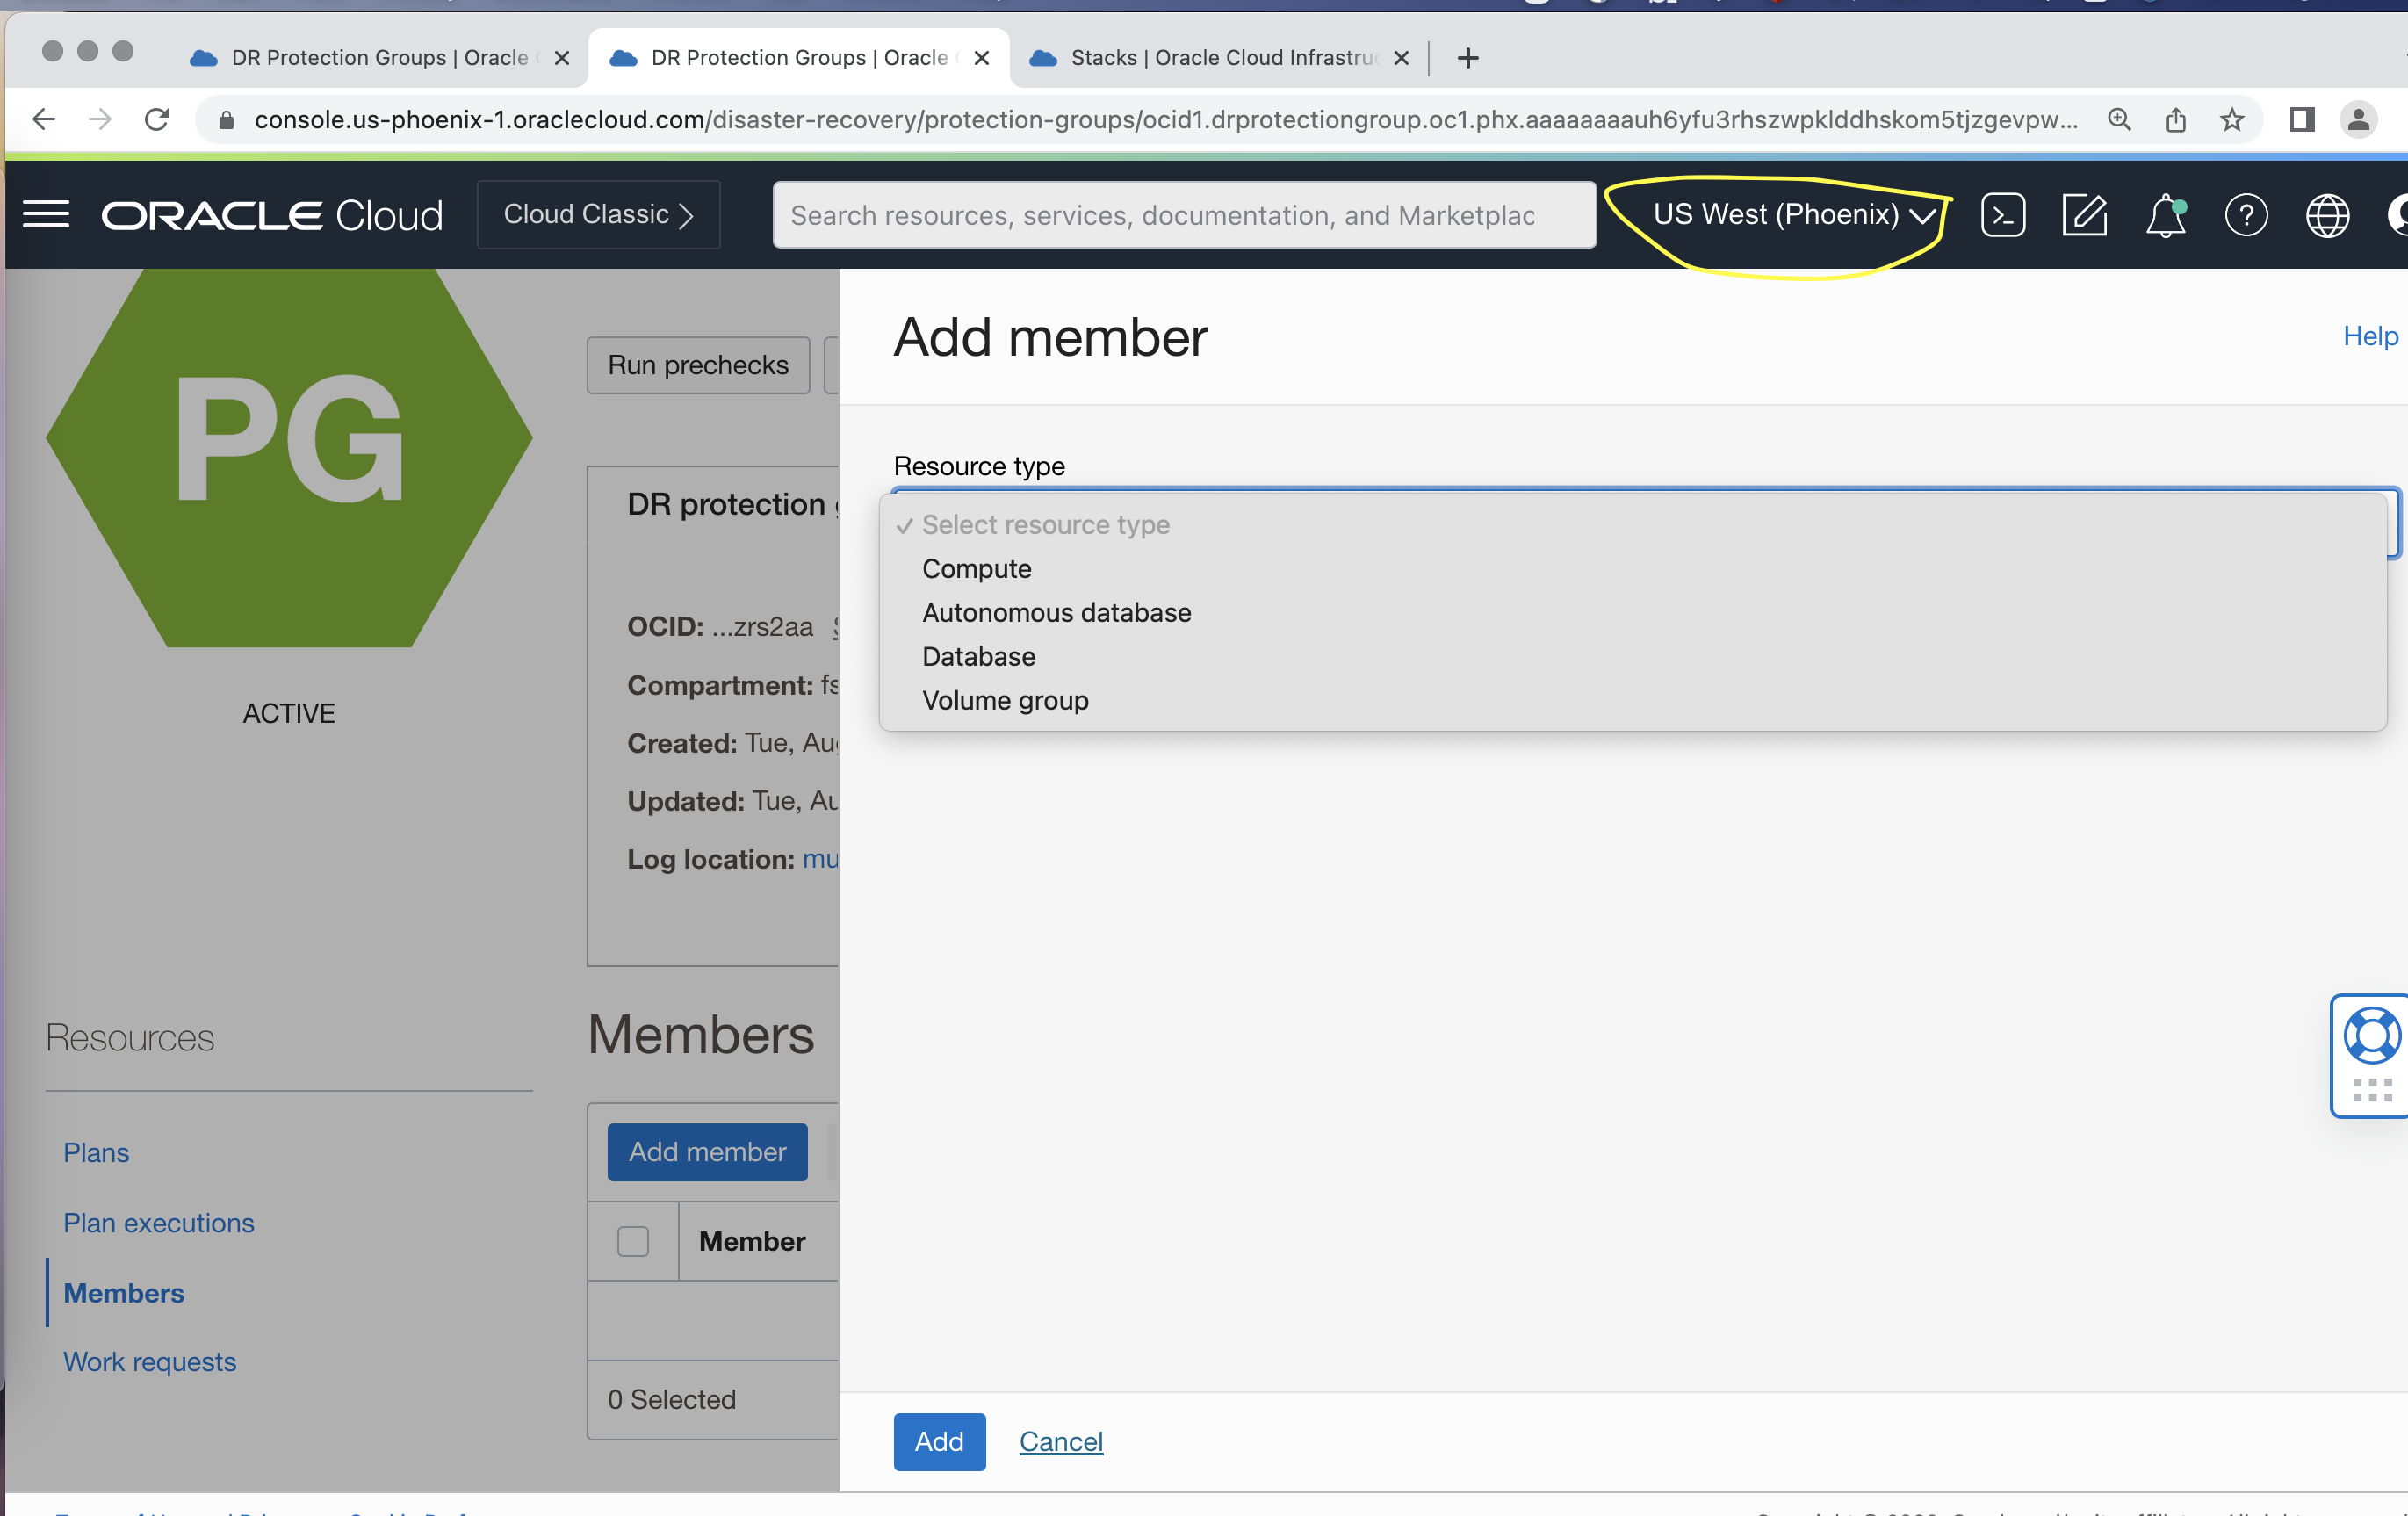 DR Protection Groups | Oracle
DR Protection Groups | Oracle
Stacks | Oracle Cloud Infrastru
console.us-phoenix-1.oraclecloud.com/disaster-recovery/protection-groups/ocid1.drprotectiongroup.oc1.phx.aaaaaaaauh6yfu3rhszwpklddhskom5tjzgevpw...
ORACLE Cloud
Cloud Classic
Search resources, services, documentation, and Marketplac
US West (Phoenix)
PG
ACTIVE
Run prechecks
DR protection
OCID: ...zrs2aa
Compartment: fs
Created: Tue, Au
Updated: Tue, Au
Log location: mu
Add member
Help
Resource type
Select resource type
Compute
Autonomous database
Database
Volume group
Resources
Plans
Plan executions
Members
Work requests
Members
Add member
Member
0 Selected
Add
Cancel